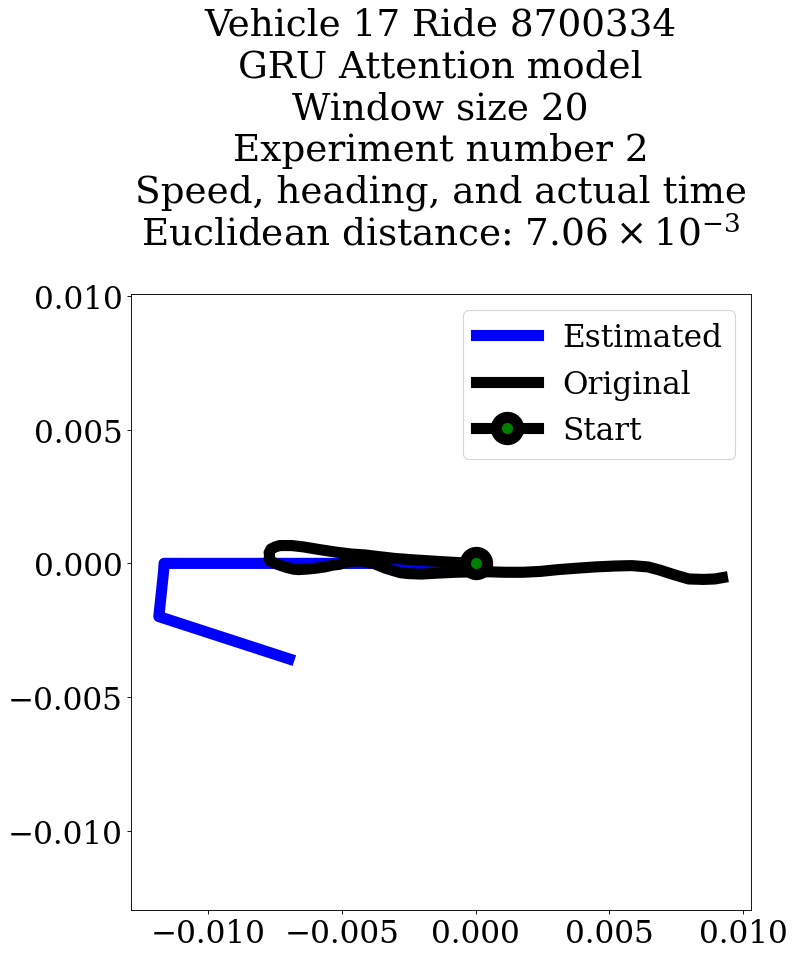 Vehicle 17 Ride 8700334
GRU Attention model
Window size 20
Experiment number 2
Speed, heading, and actual time
Euclidean distance: 7.06 × 10⁻³
0.010
0.005
0.000
−0.005
−0.010
Estimated
Original
Start
−0.010 −0.005 0.000 0.005 0.010